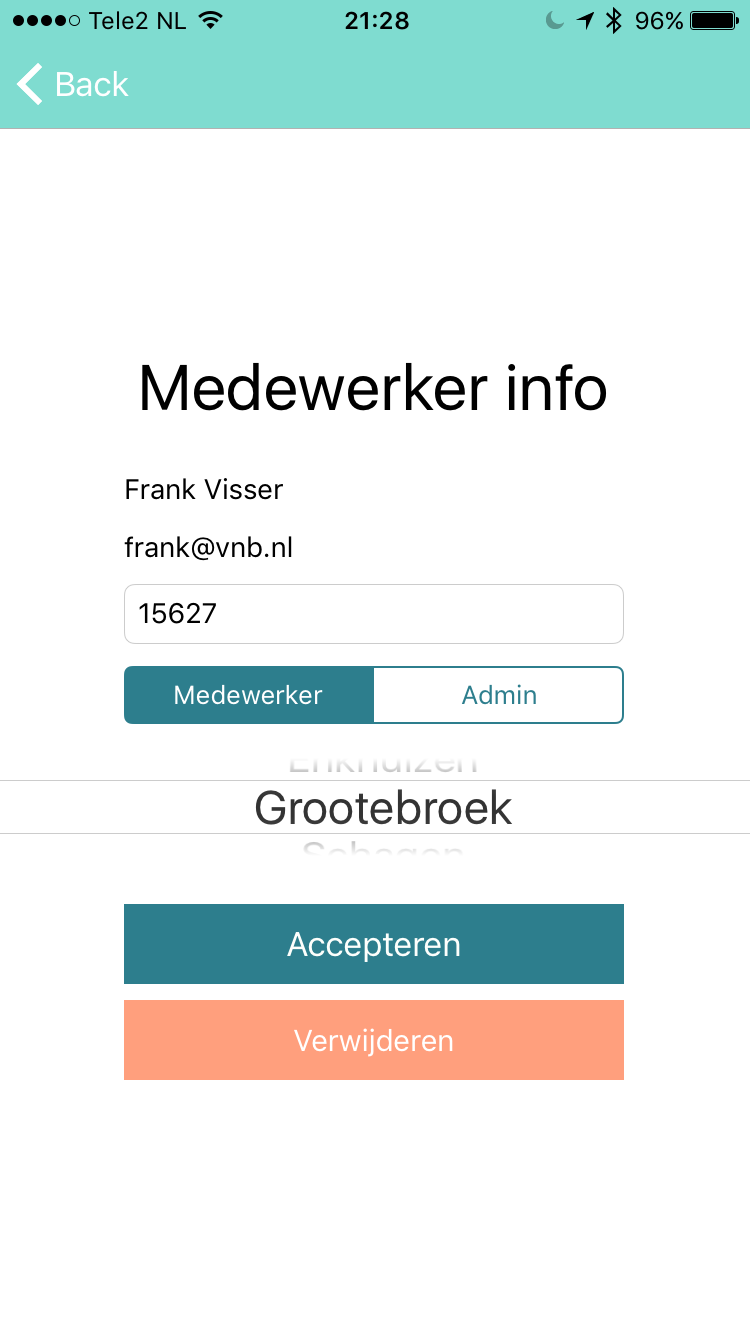 Tele2 NL 21:28 96%
Back
Medewerker info
Frank Visser
frank@vnb.nl
15627
Medewerker Admin
Enkhuizen
Grootebroek
Schagen
Accepteren
Verwijderen